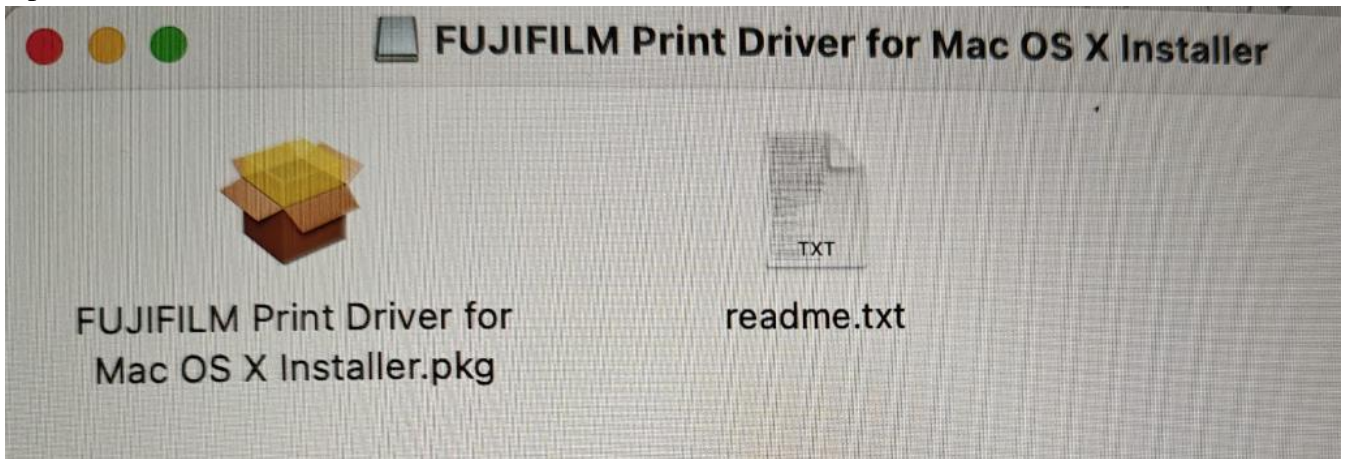 FUJIFILM Print Driver for Mac OS X Installer
TXT
FUJIFILM Print Driver for
Mac OS X Installer.pkg
readme.txt